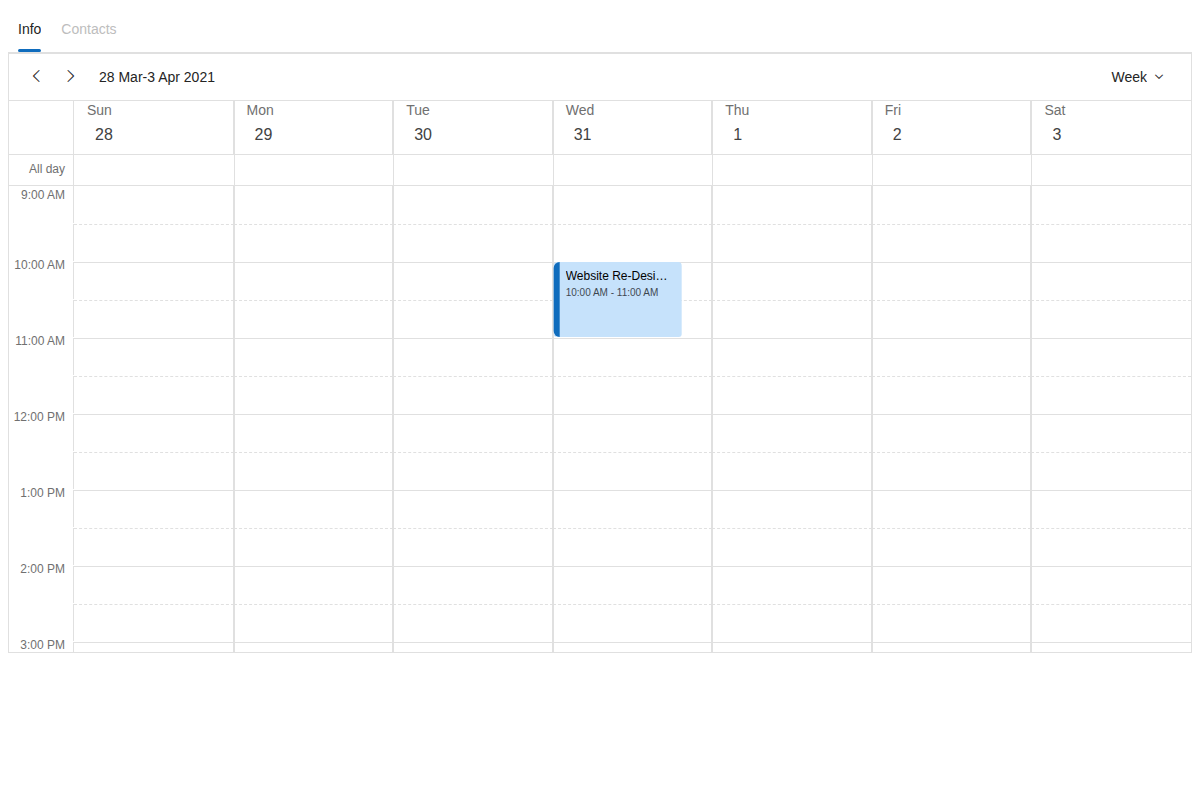 Info Contacts
28 Mar-3 Apr 2021 Week
Sun Mon Tue Wed Thu Fri Sat
28 29 30 31 1 2 3
All day
9:00 AM
10:00 AM
Website Re-Desi…
10:00 AM - 11:00 AM
11:00 AM
12:00 PM
1:00 PM
2:00 PM
3:00 PM